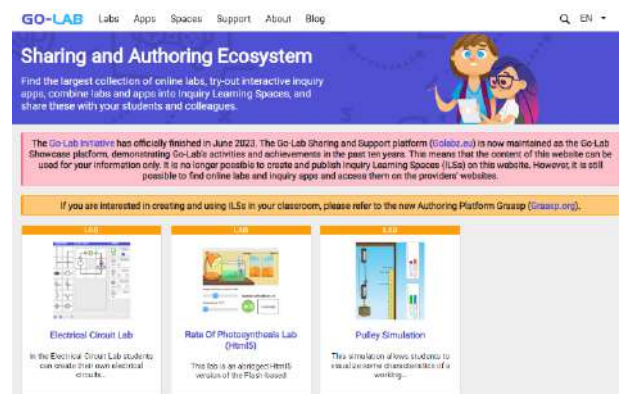 GO-LAB Labs Apps Spaces Support About Blog EN
Sharing and Authoring Ecosystem
Find the largest collection of online labs, try-out interactive inquiry
apps, combine labs and apps into Inquiry Learning Spaces, and
share these with your students and colleagues.
The Go-Lab Initiative has officially finished in June 2023. The Go-Lab Sharing and Support platform (Golabz.eu) is now maintained as the Go-Lab
Showcase platform, demonstrating Go-Lab's activities and achievements in the past ten years. This means that the content of this website can be
used for your information only. It is no longer possible to create and publish Inquiry Learning Spaces (ILSs) on this website. However, it is still
possible to find online labs and inquiry apps and access them on the providers' websites.
If you are interested in creating and using ILSs in your classroom, please refer to the new Authoring Platform Graasp (Graasp.org).
LAB LAB LAB
Electrical Circuit Lab
In the Electrical Circuit Lab students
can create their own electrical
circuits...
Rate Of Photosynthesis Lab
(Html5)
This lab is an abridged Html5
version of the Flash-based
Pulley Simulation
This simulation allows students to
visualize some characteristics of a
working...